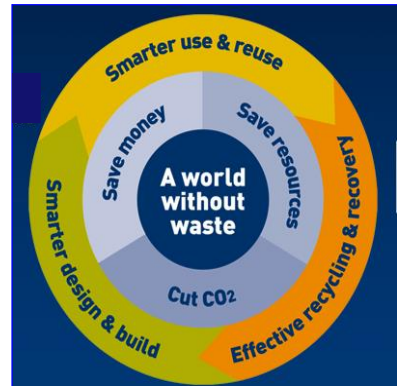 Smarter use & reuse
Save money
Save resources
A world
without
waste
Cut CO2
Smarter design & build
Effective recycling & recovery